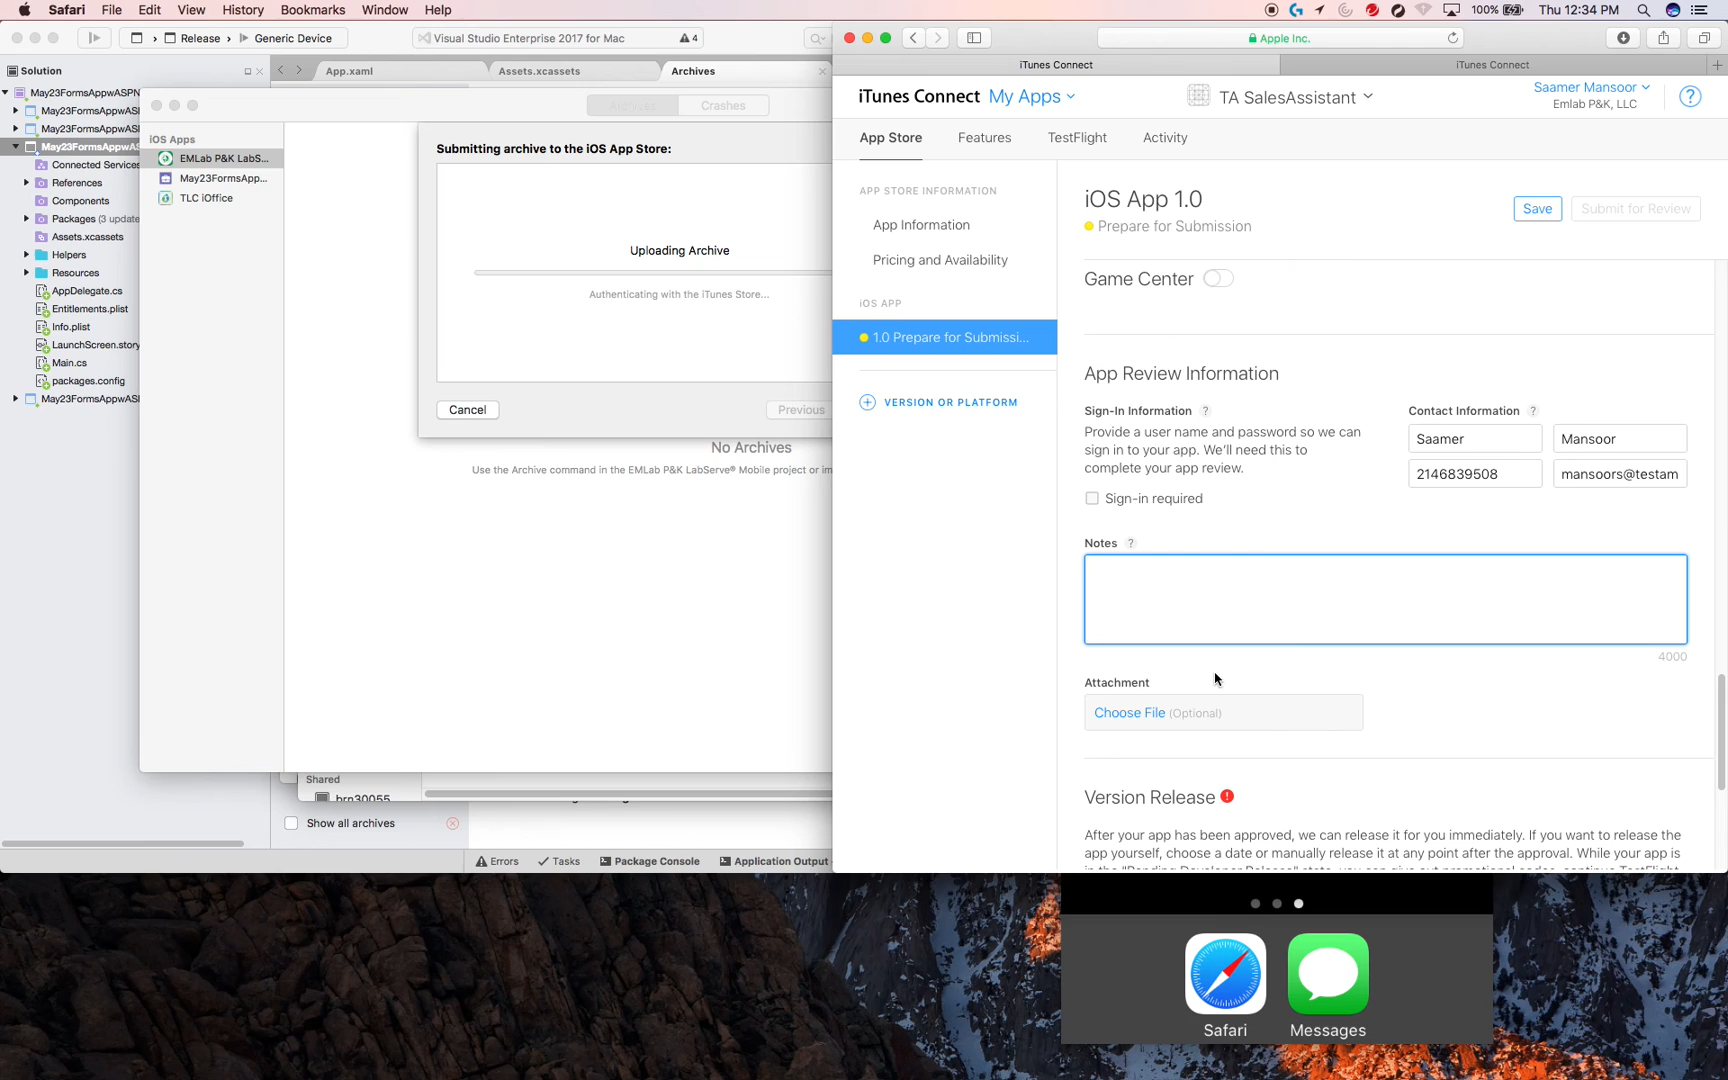 Safari File Edit View History Bookmarks Window Help 100% Thu 12:34 PM
Release Generic Device
Visual Studio Enterprise 2017 for Mac 4
Solution
App.xaml Assets.xcassets Archives
May23FormsAppwASPN
May23FormsAppwASI
May23FormsAppwASI
May23FormsAppwAS
Connected Services
References
Components
Packages (3 update
Assets.xcassets
Helpers
Resources
AppDelegate.cs
Entitlements.plist
Info.plist
LaunchScreen.story
Main.cs
packages.config
May23FormsAppwASI
Archives Crashes
iOS Apps
EMLab P&K LabS...
May23FormsApp...
TLC iOffice
Submitting archive to the iOS App Store:
Uploading Archive
Authenticating with the iTunes Store...
Cancel Previous
No Archives
Use the Archive command in the EMLab P&K LabServe® Mobile project or im
Shared
brn30055
Show all archives
Errors Tasks Package Console Application Output
Apple Inc.
iTunes Connect iTunes Connect
iTunes Connect My Apps
TA SalesAssistant
Saamer Mansoor
Emlab P&K, LLC
?
App Store Features TestFlight Activity
APP STORE INFORMATION
App Information
Pricing and Availability
iOS APP
1.0 Prepare for Submissi...
VERSION OR PLATFORM
iOS App 1.0
Prepare for Submission
Save Submit for Review
Game Center
App Review Information
Sign-In Information ?
Provide a user name and password so we can
sign in to your app. We'll need this to
complete your app review.
Sign-in required
Contact Information ?
Saamer Mansoor
2146839508 mansoors@testam
Notes ?
4000
Attachment
Choose File (Optional)
Version Release
After your app has been approved, we can release it for you immediately. If you want to release the
app yourself, choose a date or manually release it at any point after the approval. While your app is
Safari Messages